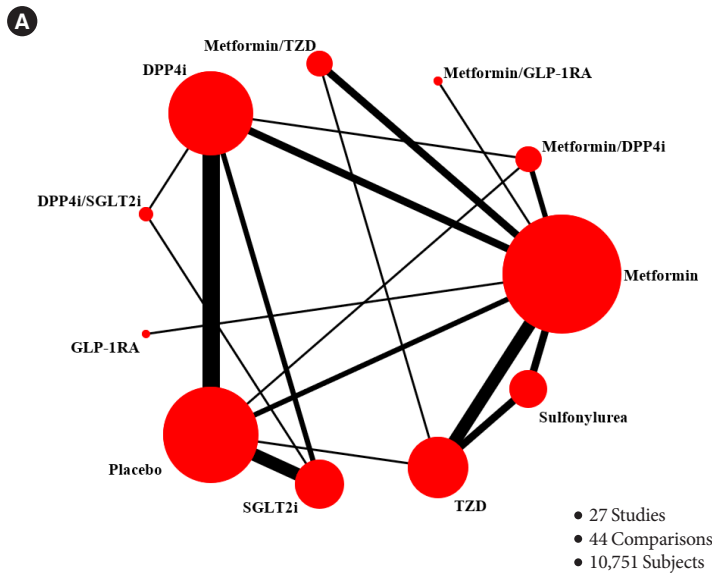 A
Metformin/TZD
DPP4i
Metformin/GLP-1RA
Metformin/DPP4i
DPP4i/SGLT2i
Metformin
GLP-1RA
Sulfonylurea
Placebo
SGLT2i
TZD
• 27 Studies
• 44 Comparisons
• 10,751 Subjects